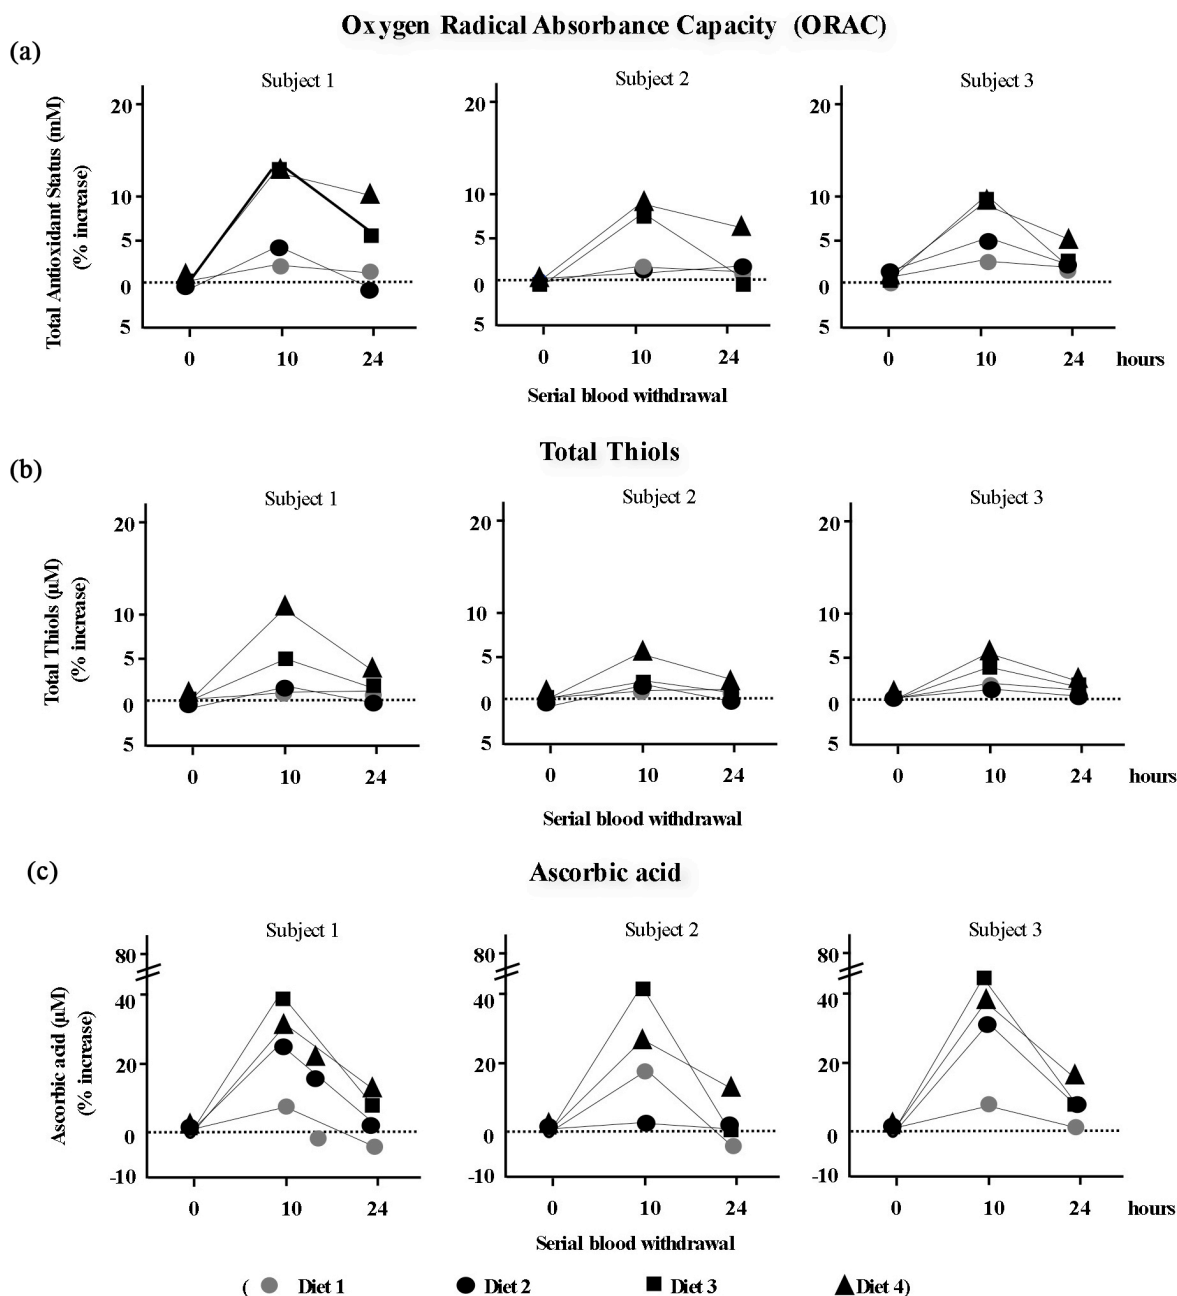 Oxygen Radical Absorbance Capacity (ORAC)
(a)
Subject 1 Subject 2 Subject 3
Total Antioxidant Status (mM)
(% increase)
20 20 20
10 10 10
5 5 5
0 0 0
5 5 5
0 10 24 0 10 24 0 10 24 hours
Serial blood withdrawal
Total Thiols
(b)
Subject 1 Subject 2 Subject 3
Total Thiols (µM)
(% increase)
20 20 20
10 10 10
5 5 5
0 0 0
5 5 5
0 10 24 0 10 24 0 10 24 hours
Serial blood withdrawal
(c)
Ascorbic acid
Subject 1 Subject 2 Subject 3
Ascorbic acid (µM)
(% increase)
80 80 80
40 40 40
20 20 20
0 0 0
-10 -10 -10
0 10 24 0 10 24 0 10 24 hours
Serial blood withdrawal
( Diet 1 Diet 2 Diet 3 Diet 4)